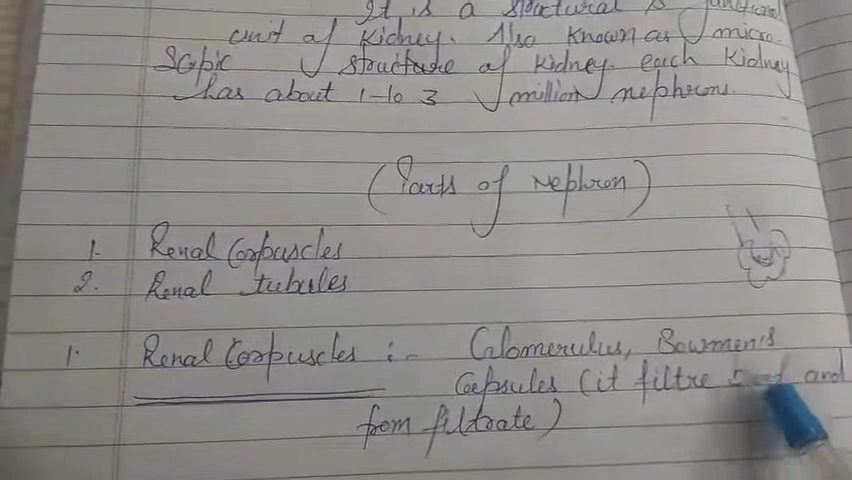 It is a structural & functional
unit of Kidney. Also known as micro-
scopic structure of kidney. each Kidney
has about 1-to 3 million nephrons.
(Parts of Nephron)
1. Renal Corpuscles
2. Renal tubules
1. Renal Corpuscles :- Glomerulus, Bowmen's
Cepsules (it filtre and
from filtrate)